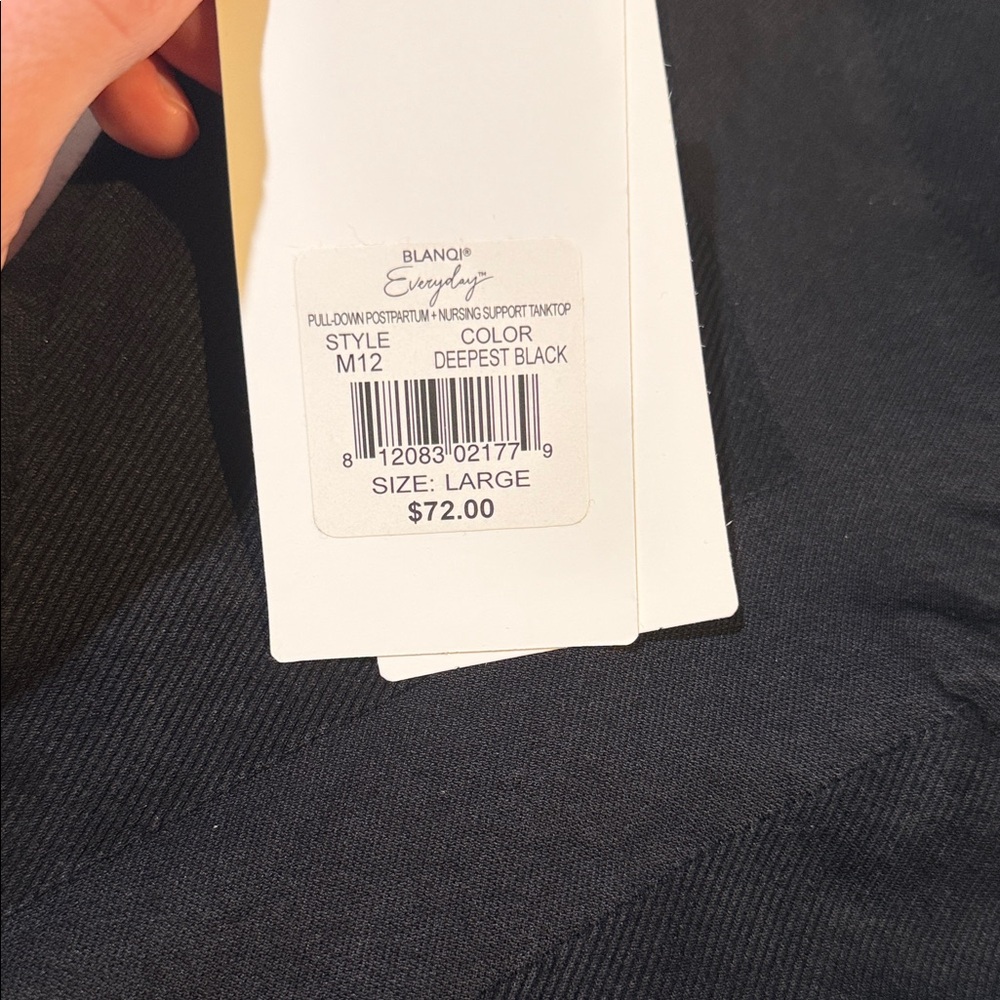 BLANQI®
Everyday™
PULL-DOWN POSTPARTUM + NURSING SUPPORT TANKTOP
STYLE COLOR
M12 DEEPEST BLACK
8 12083 02177 9
SIZE: LARGE
$72.00